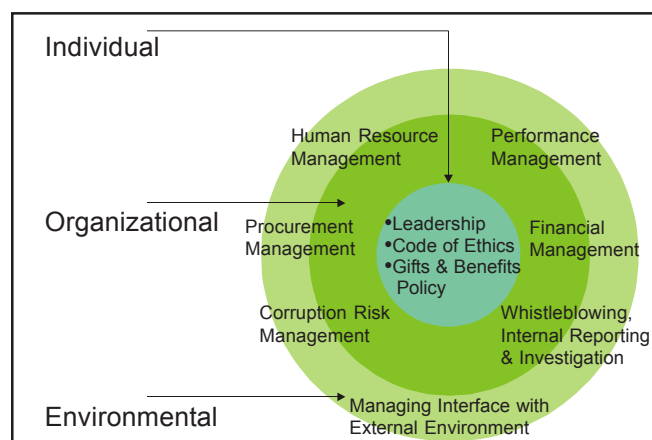 Individual
Human Resource
Management
Performance
Management
Organizational
Procurement
Management
•Leadership
•Code of Ethics
•Gifts & Benefits
Policy
Financial
Management
Corruption Risk
Management
Whistleblowing,
Internal Reporting
& Investigation
Environmental
Managing Interface with
External Environment